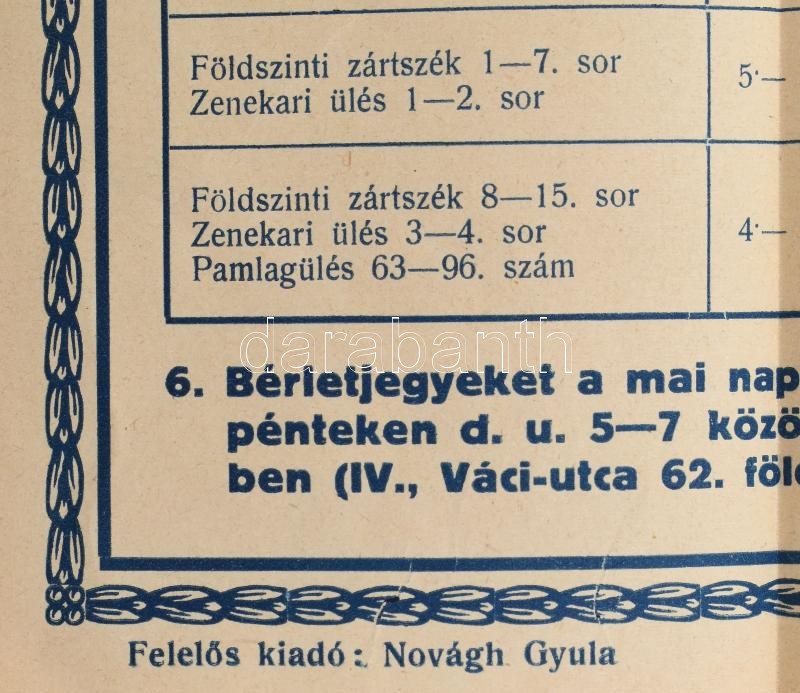 Földszinti zártszék 1—7. sor
Zenekari ülés 1—2. sor
5·—
Földszinti zártszék 8—15. sor
Zenekari ülés 3—4. sor
Pamlagülés 63—96. szám
4·—
darabanth
6. Bérletjegyeket a mai nap
pénteken d. u. 5—7 közö
ben (IV., Váci-utca 62. föl
Felelős kiadó: Novágh Gyula